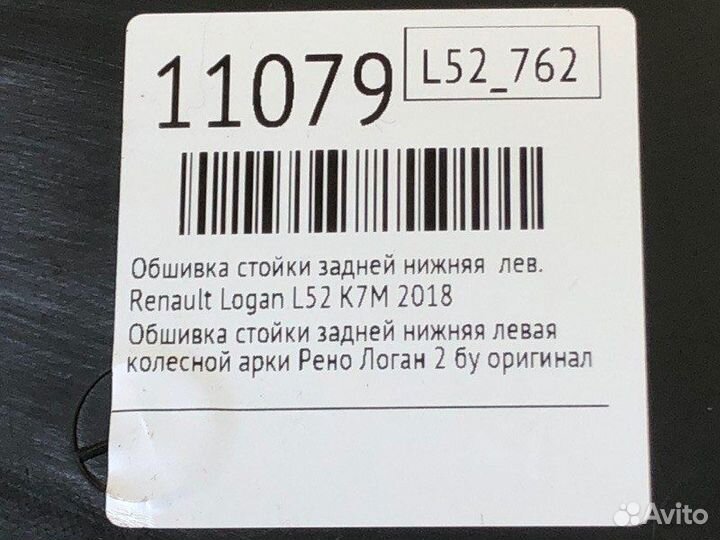 11079
L52_762
Обшивка стойки задней нижняя лев.
Renault Logan L52 K7M 2018
Обшивка стойки задней нижняя левая
колесной арки Рено Логан 2 бу оригинал
Avito